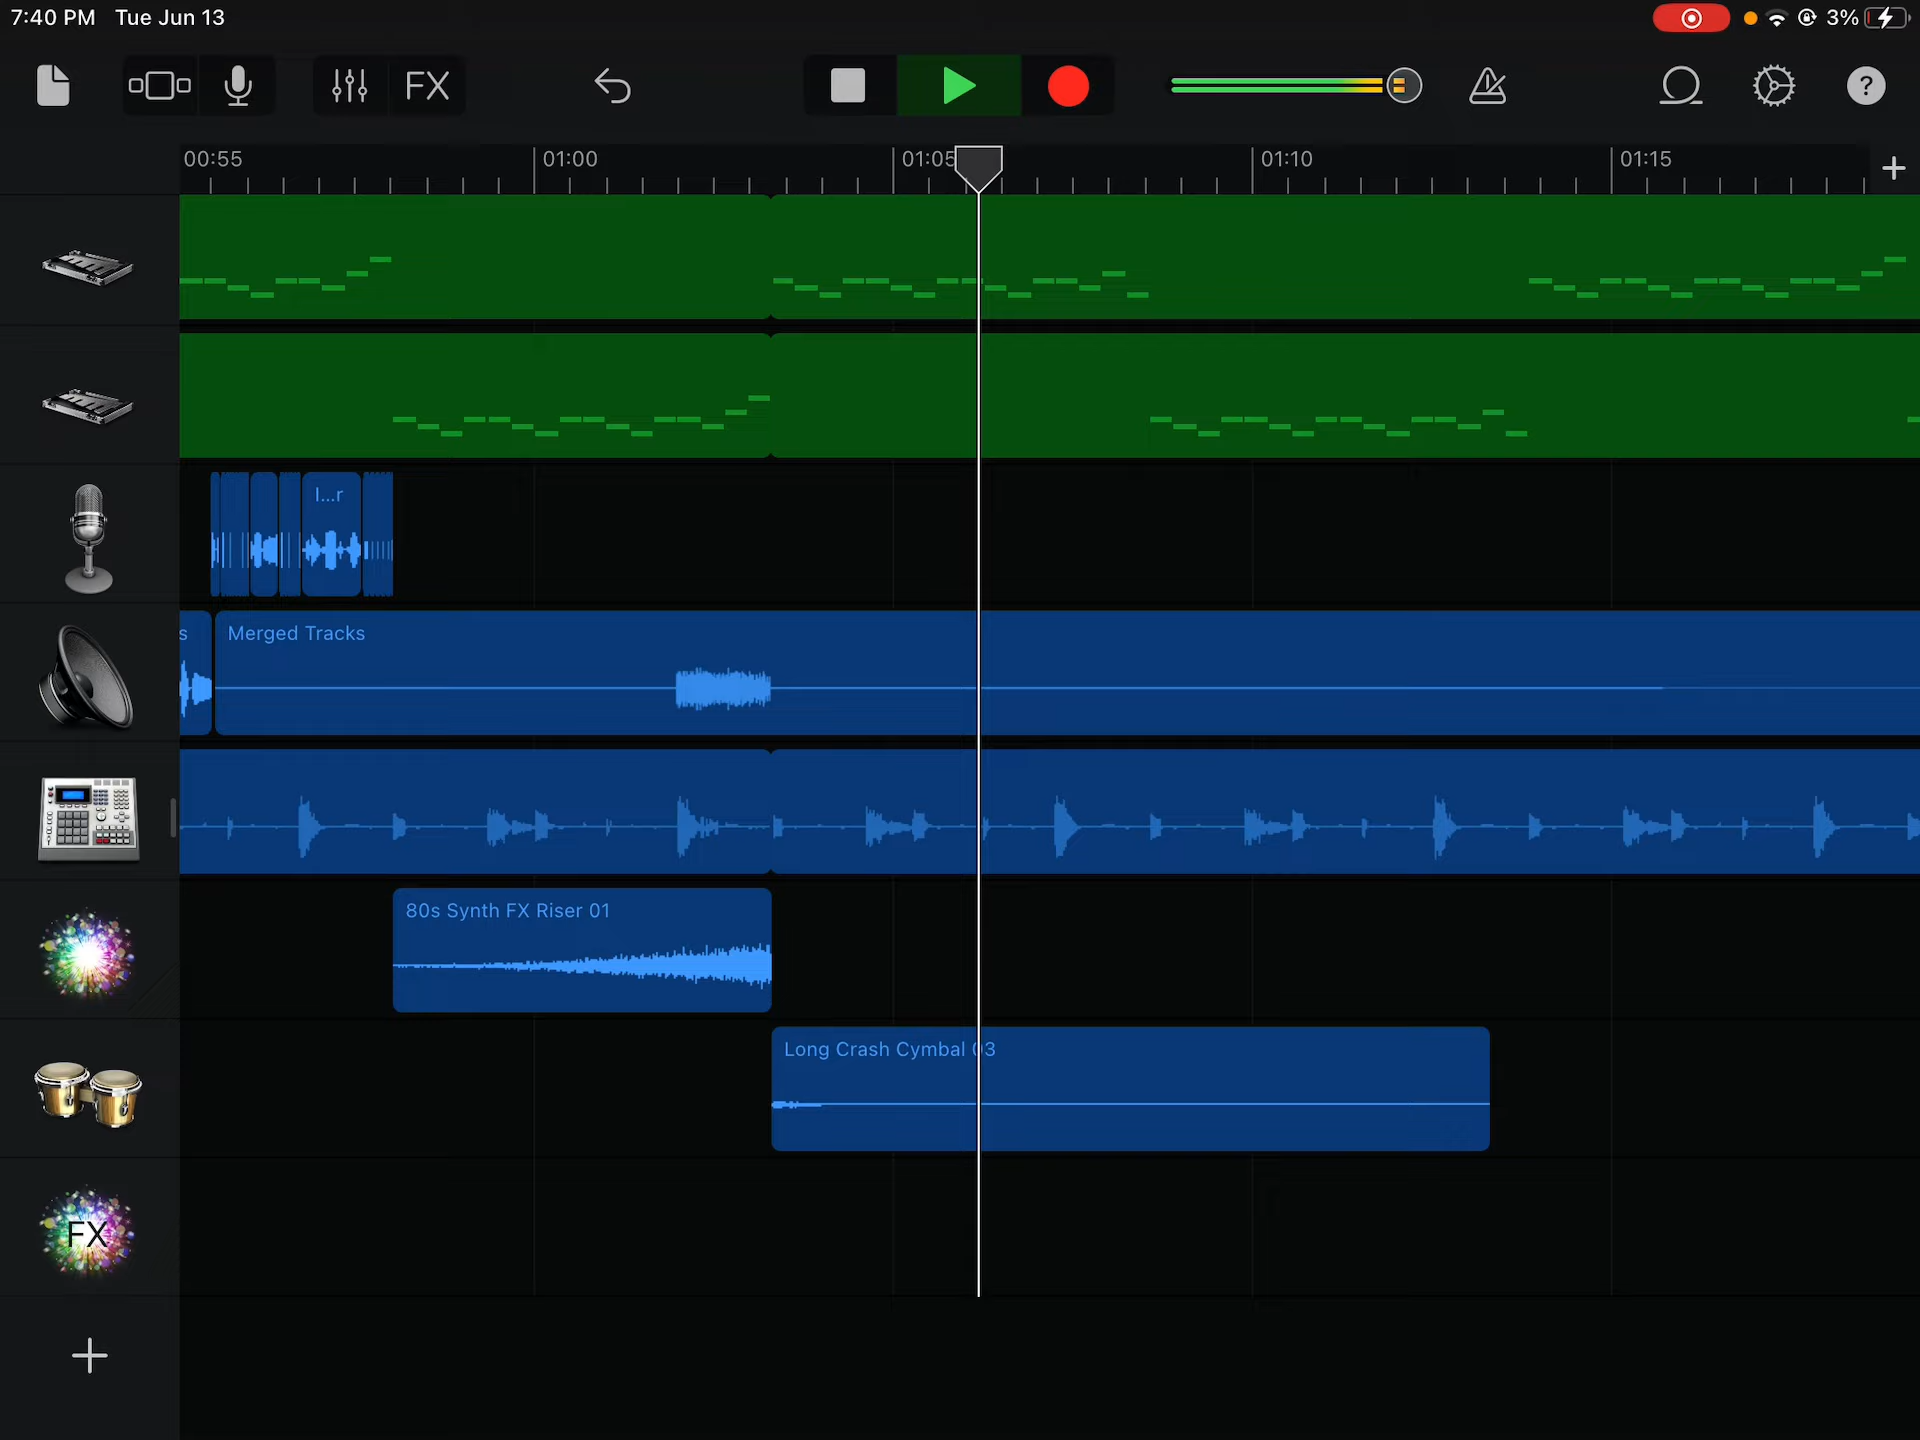 7:40 PM Tue Jun 13
3%
FX
?
00:55 01:00 01:05 01:10 01:15
I...r
s Merged Tracks
80s Synth FX Riser 01
Long Crash Cymbal 03
FX